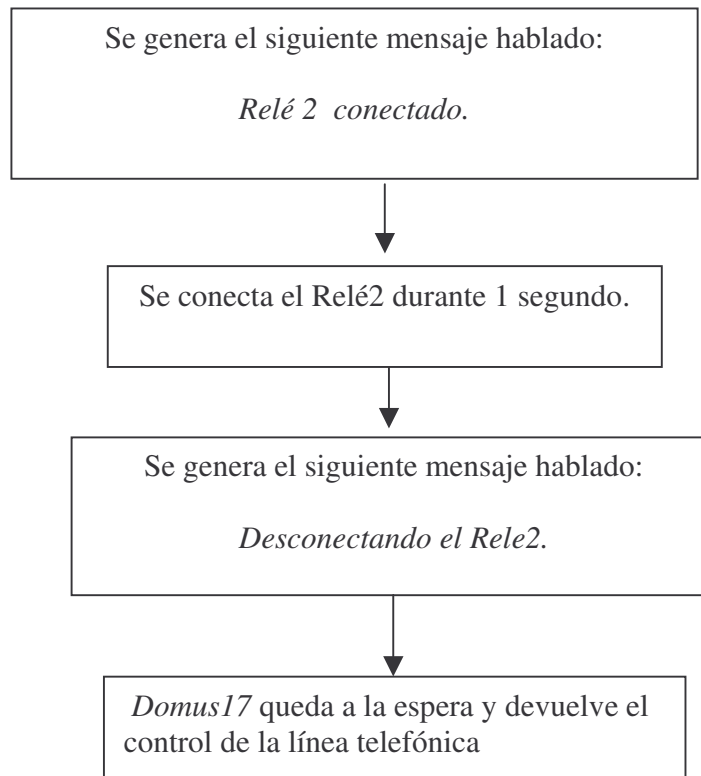 Se genera el siguiente mensaje hablado:
Relé 2 conectado.
Se conecta el Relé2 durante 1 segundo.
Se genera el siguiente mensaje hablado:
Desconectando el Rele2.
Domus17 queda a la espera y devuelve el
control de la línea telefónica